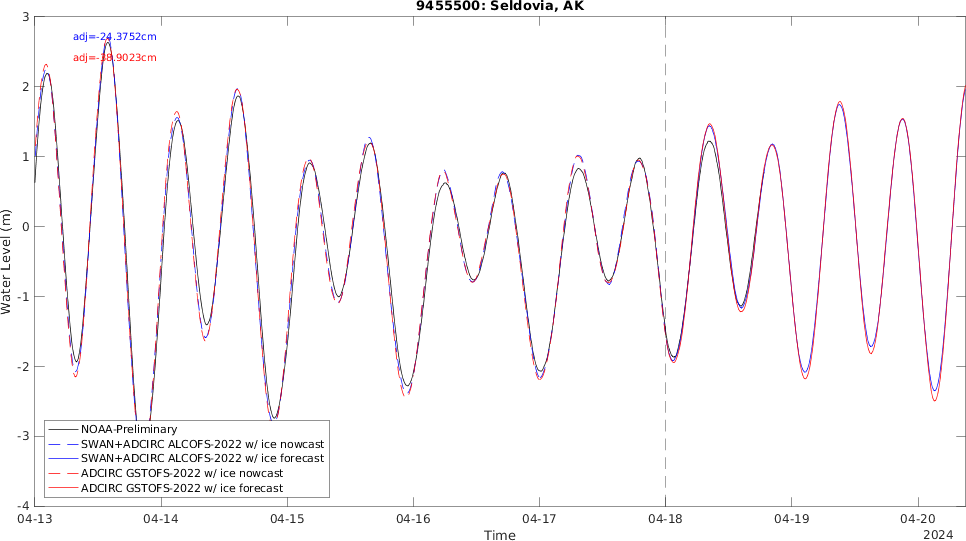 9455500: Seldovia, AK
adj=-24.3752cm
adj=-38.9023cm
Water Level (m)
3
2
1
0
-1
-2
-3
-4
NOAA-Preliminary
SWAN+ADCIRC ALCOFS-2022 w/ ice nowcast
SWAN+ADCIRC ALCOFS-2022 w/ ice forecast
ADCIRC GSTOFS-2022 w/ ice nowcast
ADCIRC GSTOFS-2022 w/ ice forecast
04-13 04-14 04-15 04-16 04-17 04-18 04-19 04-20
Time
2024